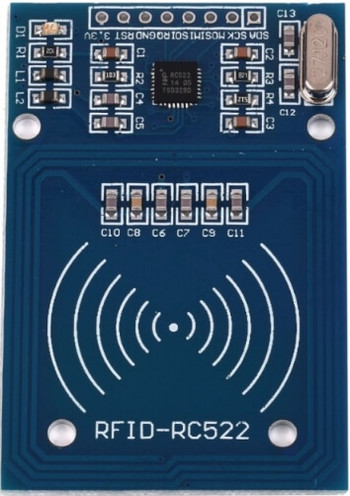 SDA SCK MOSI MISO IRQ GND RST 3.3V
C13
D1
R1
L1
L2
C1
R2
C4
C5
RC522
C2
R3
R4
C3
C12
C10 C8 C6 C7 C9 C11
RFID-RC522